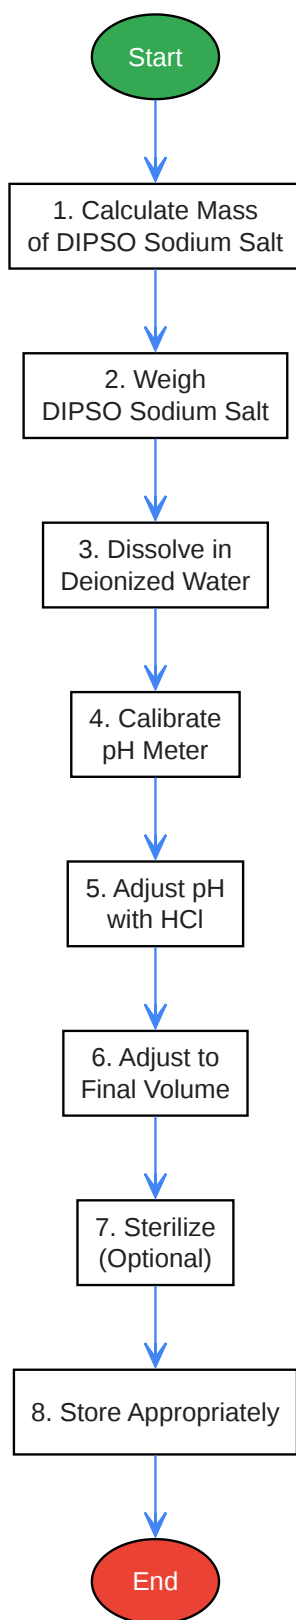 Start
1. Calculate Mass
of DIPSO Sodium Salt
2. Weigh
DIPSO Sodium Salt
3. Dissolve in
Deionized Water
4. Calibrate
pH Meter
5. Adjust pH
with HCl
6. Adjust to
Final Volume
7. Sterilize
(Optional)
8. Store Appropriately
End